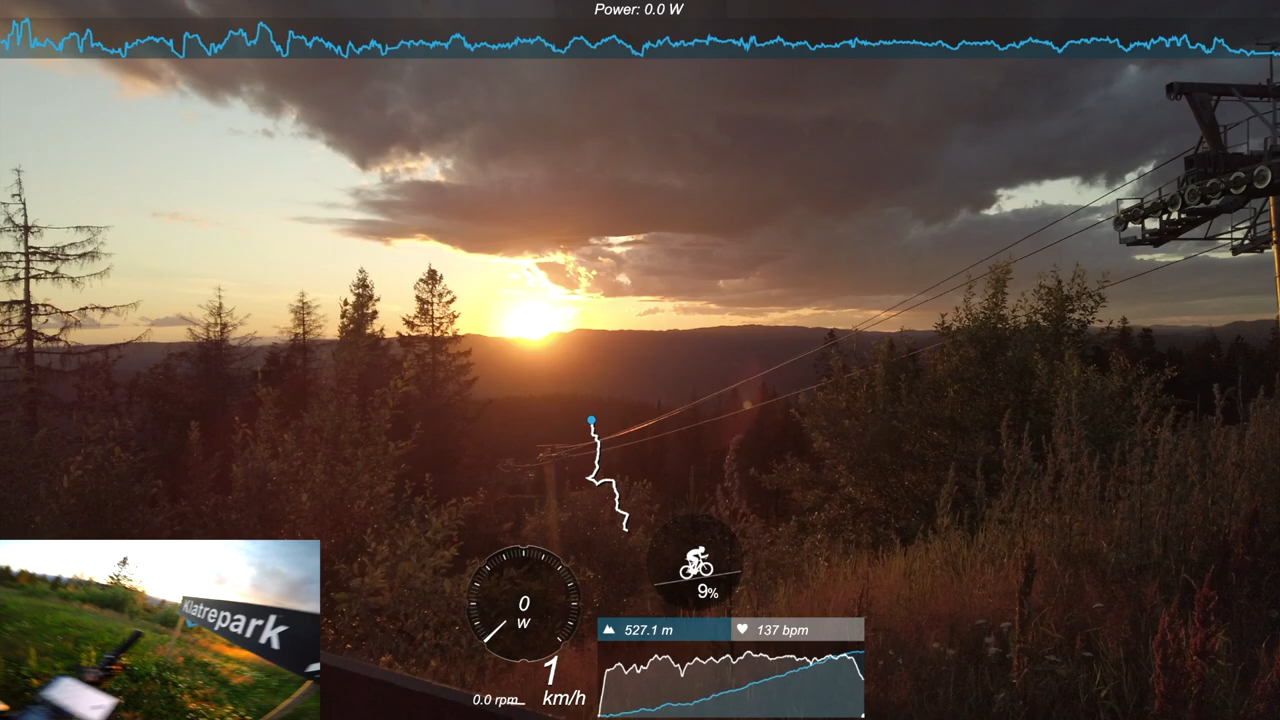 Power: 0.0 W
Klatrepark
0
W
9%
527.1 m
137 bpm
1
0.0 rpm
km/h